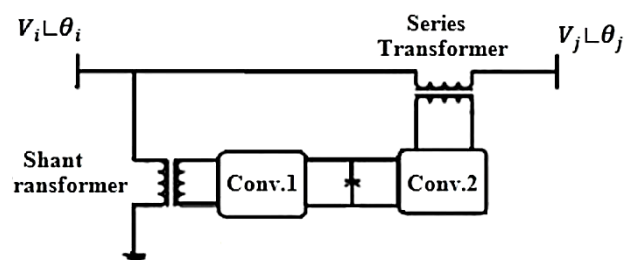 Series
Transformer
V_i∟θ_i
V_j∟θ_j
Shant
ransformer
Conv.1
Conv.2